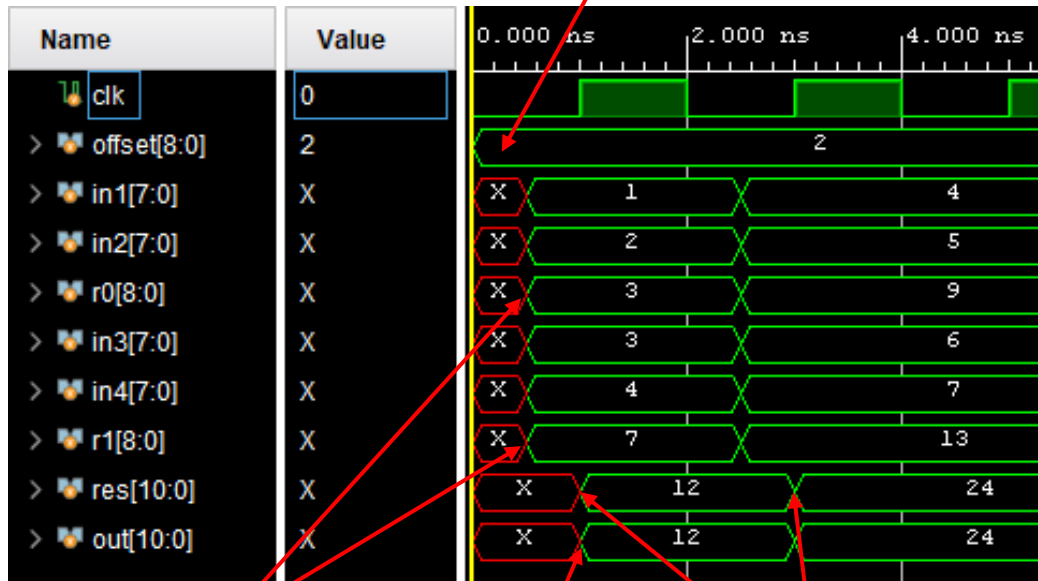 Name Value 0.000 ns 2.000 ns 4.000 ns
clk 0
offset[8:0] 2 2
in1[7:0] X X 1 4
in2[7:0] X X 2 5
r0[8:0] X X 3 9
in3[7:0] X X 3 6
in4[7:0] X X 4 7
r1[8:0] X X 7 13
res[10:0] X X 12 24
out[10:0] X X 12 24